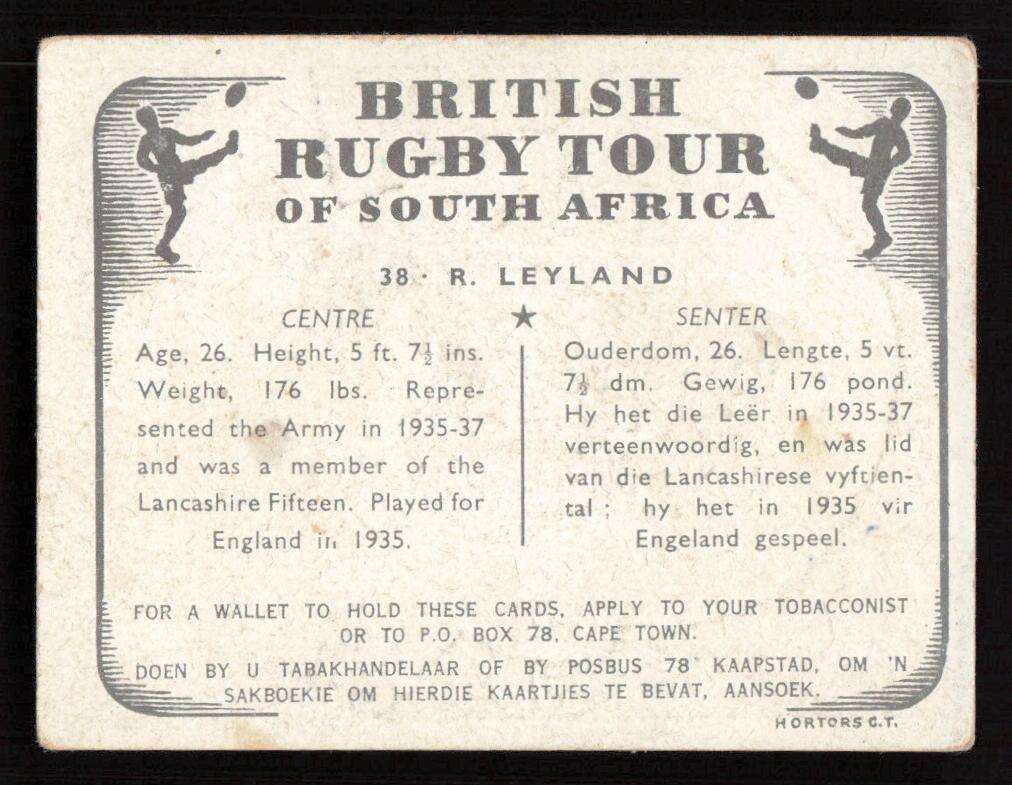 BRITISH
RUGBY TOUR
OF SOUTH AFRICA
38 · R. LEYLAND
CENTRE
Age, 26. Height, 5 ft. 7½ ins.
Weight, 176 lbs. Repre-
sented the Army in 1935-37
and was a member of the
Lancashire Fifteen. Played for
England in 1935.
SENTER
Ouderdom, 26. Lengte, 5 vt.
7½ dm. Gewig, 176 pond.
Hy het die Leër in 1935-37
verteenwoordig, en was lid
van die Lancashirese vyftien-
tal ; hy het in 1935 vir
Engeland gespeel.
FOR A WALLET TO HOLD THESE CARDS, APPLY TO YOUR TOBACCONIST
OR TO P.O. BOX 78, CAPE TOWN.
DOEN BY U TABAKHANDELAAR OF BY POSBUS 78 KAAPSTAD, OM 'N
SAKBOEKIE OM HIERDIE KAARTJIES TE BEVAT, AANSOEK.
HORTORS C.T.